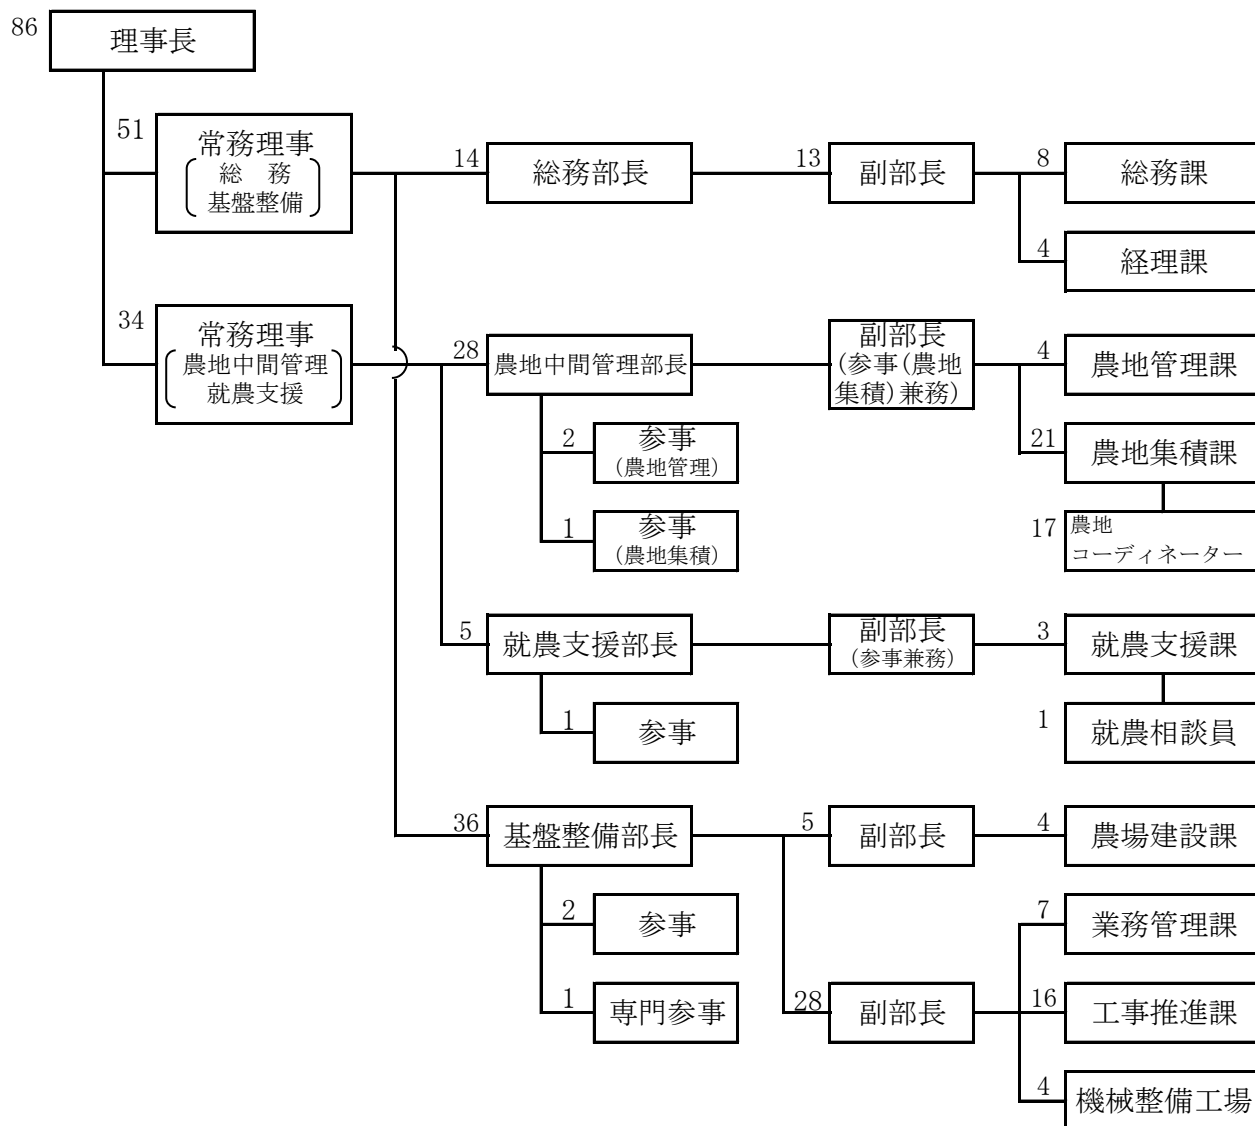 86
理事長
51
常務理事
総　務
基盤整備
14
総務部長
13
副部長
8
総務課
4
経理課
34
常務理事
農地中間管理
就農支援
28
農地中間管理部長
副部長
(参事(農地
集積)兼務)
4
農地管理課
2
参事
(農地管理)
21
農地集積課
1
参事
(農地集積)
17
農地
コーディネーター
5
就農支援部長
副部長
(参事兼務)
3
就農支援課
1
参事
1
就農相談員
36
基盤整備部長
5
副部長
4
農場建設課
2
参事
7
業務管理課
1
専門参事
28
副部長
16
工事推進課
4
機械整備工場